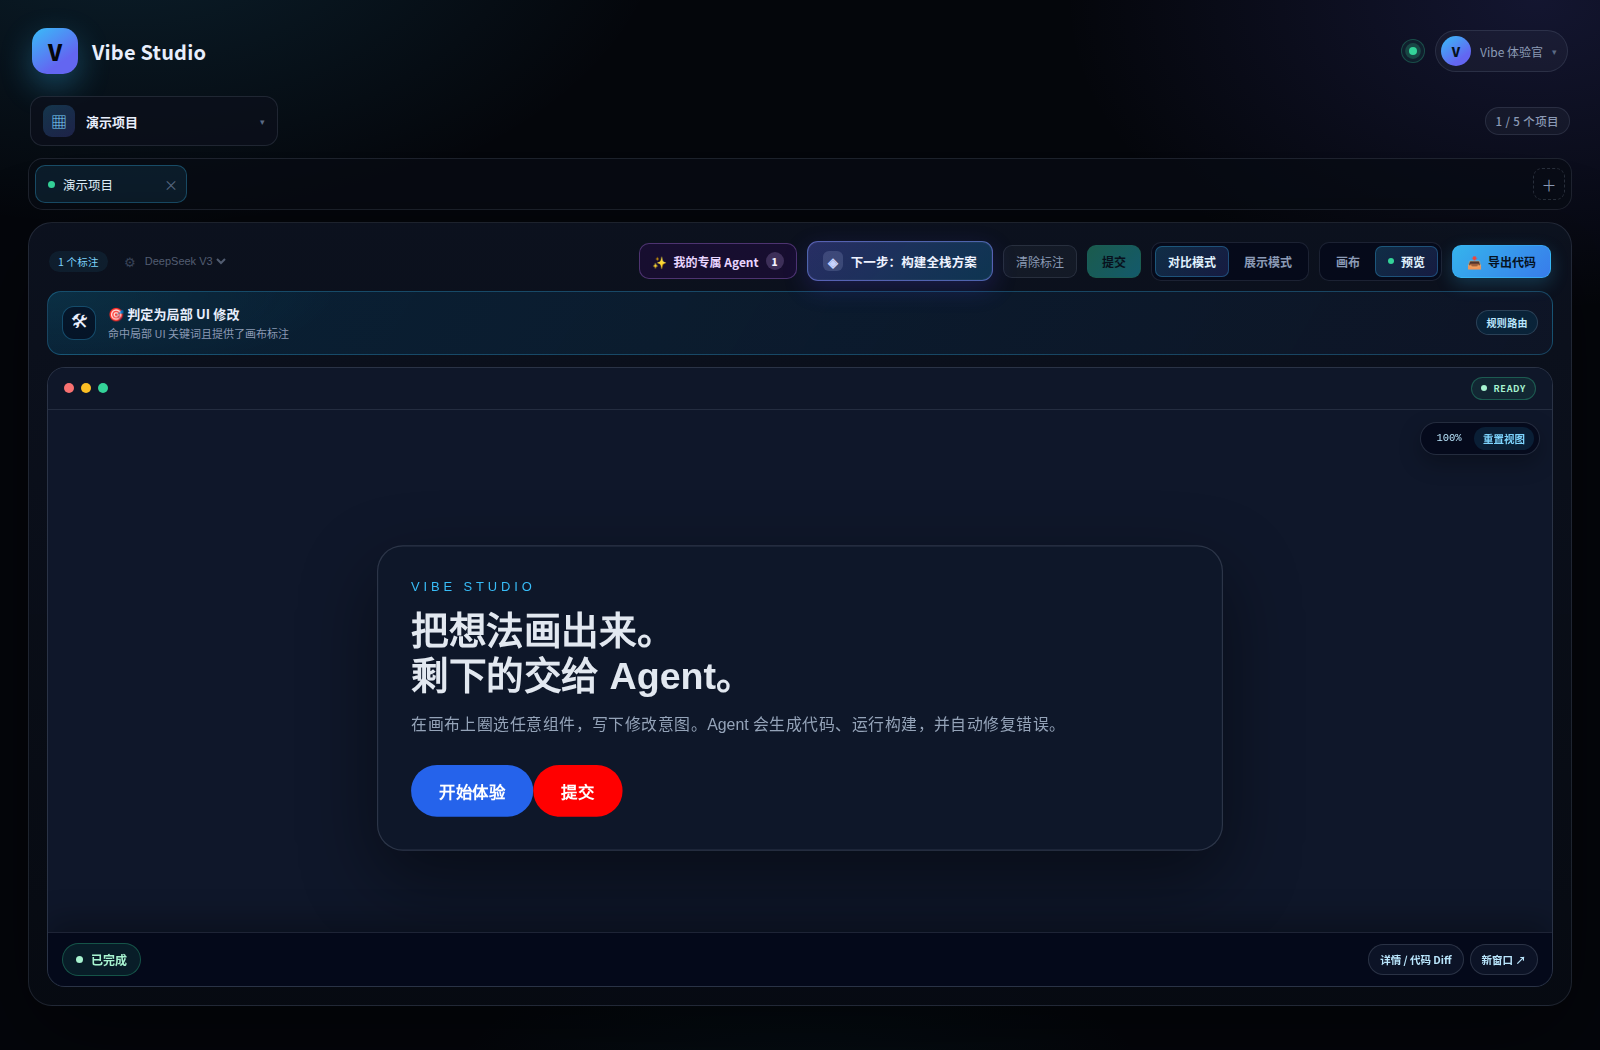 V
Vibe Studio
V
Vibe 体验官
演示项目
1 / 5 个项目
演示项目
1 个标注
DeepSeek V3
我的专属 Agent
1
下一步：构建全栈方案
清除标注
提交
对比模式
展示模式
画布
预览
导出代码
判定为局部 UI 修改
命中局部 UI 关键词且提供了画布标注
规则路由
READY
100%
重置视图
VIBE STUDIO
把想法画出来。
剩下的交给 Agent。
在画布上圈选任意组件，写下修改意图。Agent 会生成代码、运行构建，并自动修复错误。
开始体验
提交
已完成
详情 / 代码 Diff
新窗口 ↗